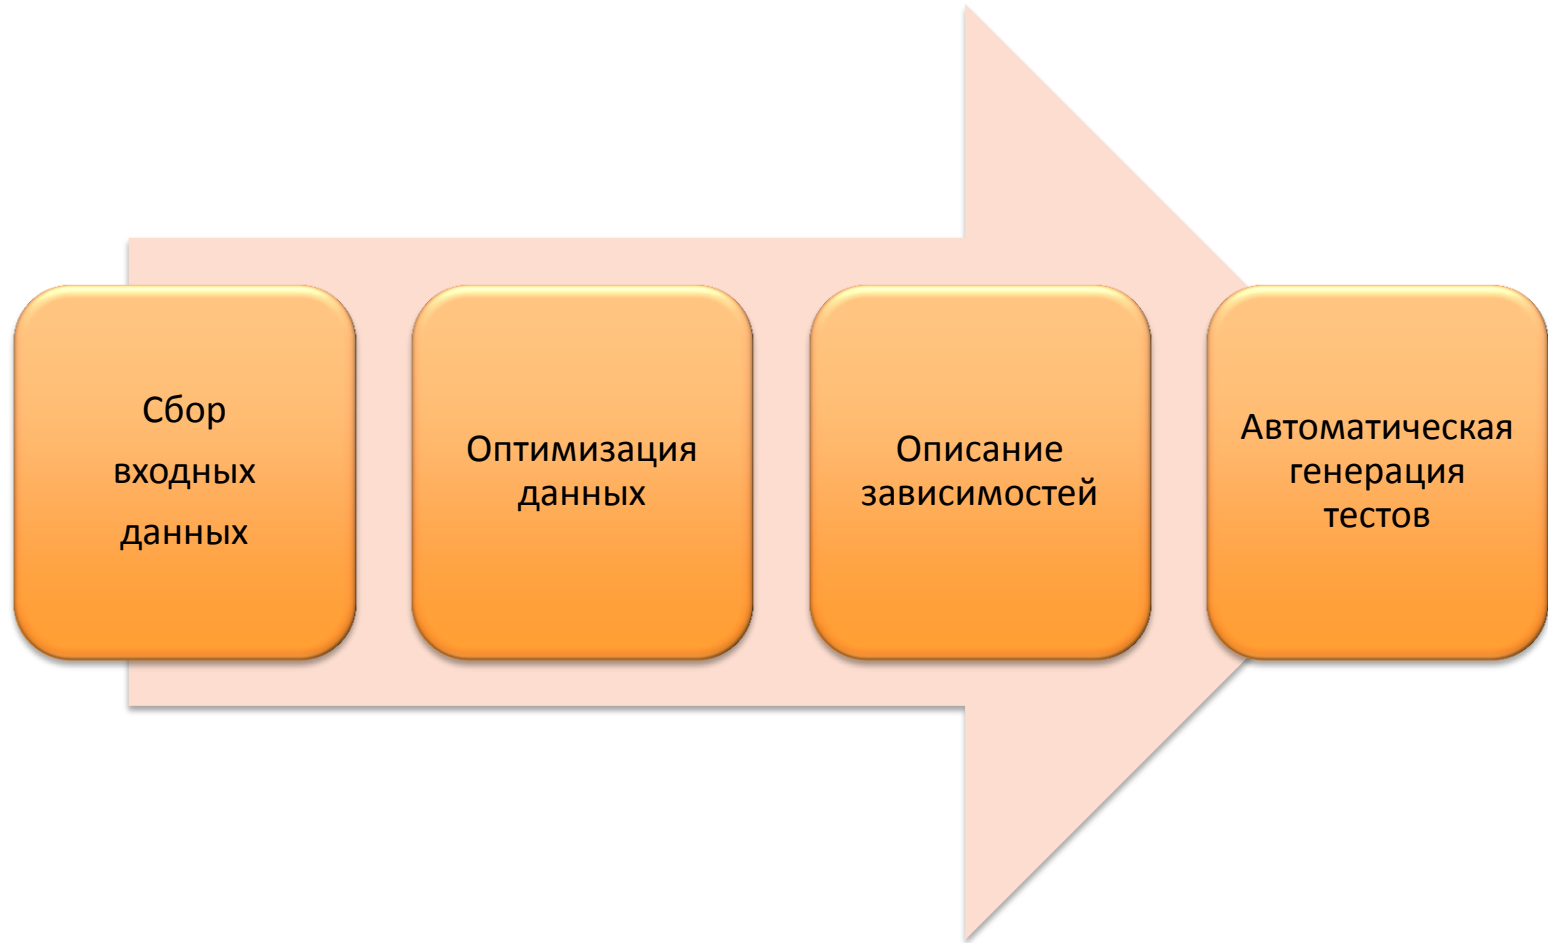 Сбор
входных
данных
Оптимизация
данных
Описание
зависимостей
Автоматическая
генерация
тестов